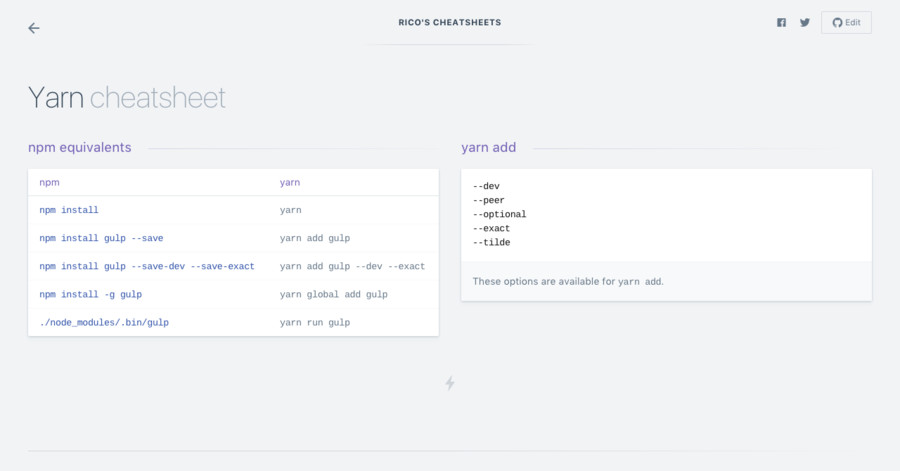 RICO'S CHEATSHEETS
Edit
Yarn cheatsheet
npm equivalents
npm yarn
npm install yarn
npm install gulp --save yarn add gulp
npm install gulp --save-dev --save-exact yarn add gulp --dev --exact
npm install -g gulp yarn global add gulp
./node_modules/.bin/gulp yarn run gulp
yarn add
--dev
--peer
--optional
--exact
--tilde
These options are available for yarn add.